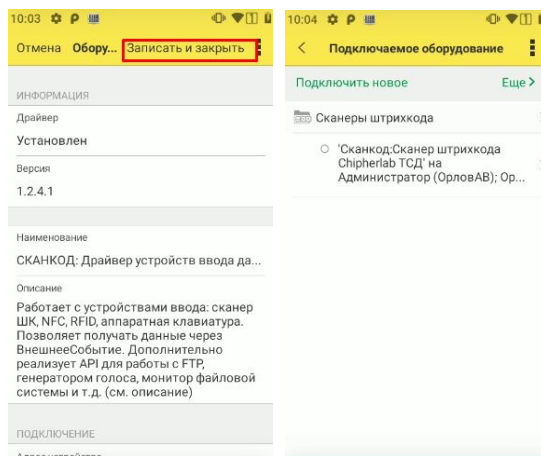 10:03
Отмена Обору... Записать и закрыть
ИНФОРМАЦИЯ
Драйвер
Установлен
Версия
1.2.4.1
Наименование
СКАНКОД: Драйвер устройств ввода да...
Описание
Работает с устройствами ввода: сканер
ШК, NFC, RFID, аппаратная клавиатура.
Позволяет получать данные через
ВнешнееСобытие. Дополнительно
реализует API для работы с FTP,
генератором голоса, монитор файловой
системы и т.д. (см. описание)
ПОДКЛЮЧЕНИЕ
10:04
Подключаемое оборудование
Подключить новое Еще >
Сканеры штрихкода
'Сканкод:Сканер штрихкода
Chipherlab ТСД' на
Администратор (ОрловАВ); Ор...